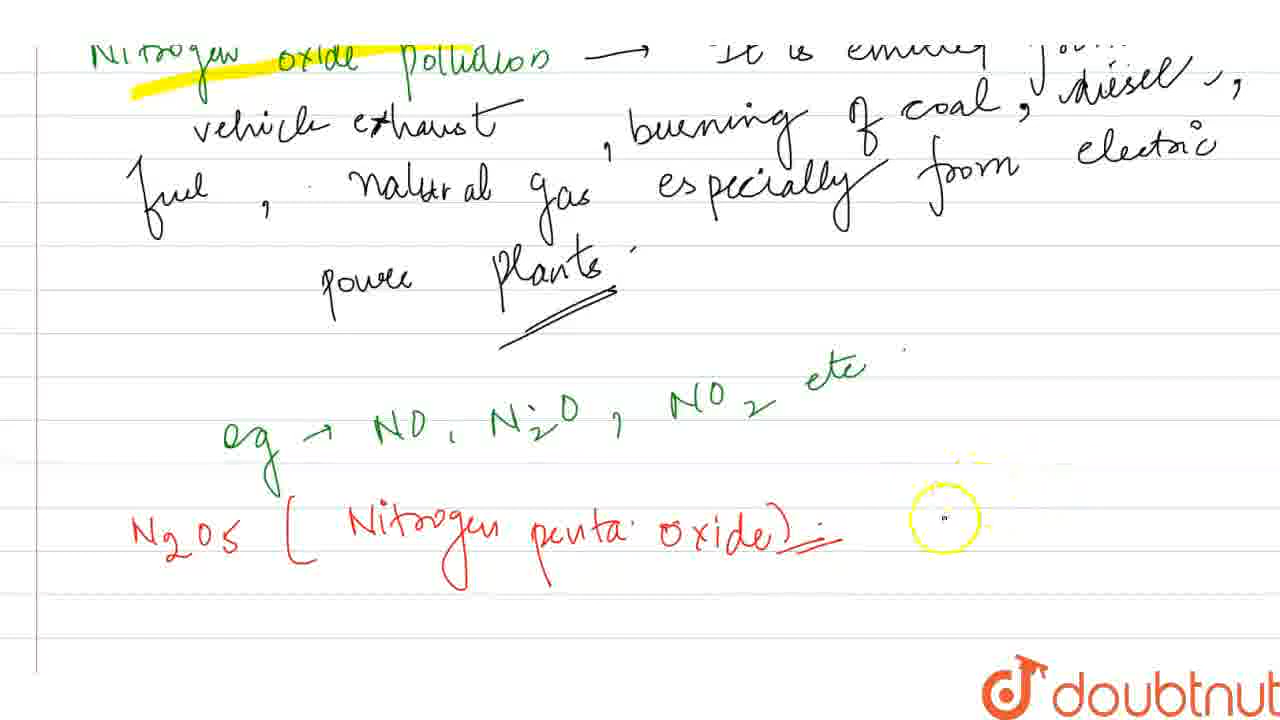 Nitrogen oxide pollution → It is emitted from
vehicle exhaust, burning of coal, diesel,
fuel, natural gas especially from electric
power plants.
eg → NO, N2O, NO2 etc.
N2O5 ( Nitrogen penta oxide).
doubtnut